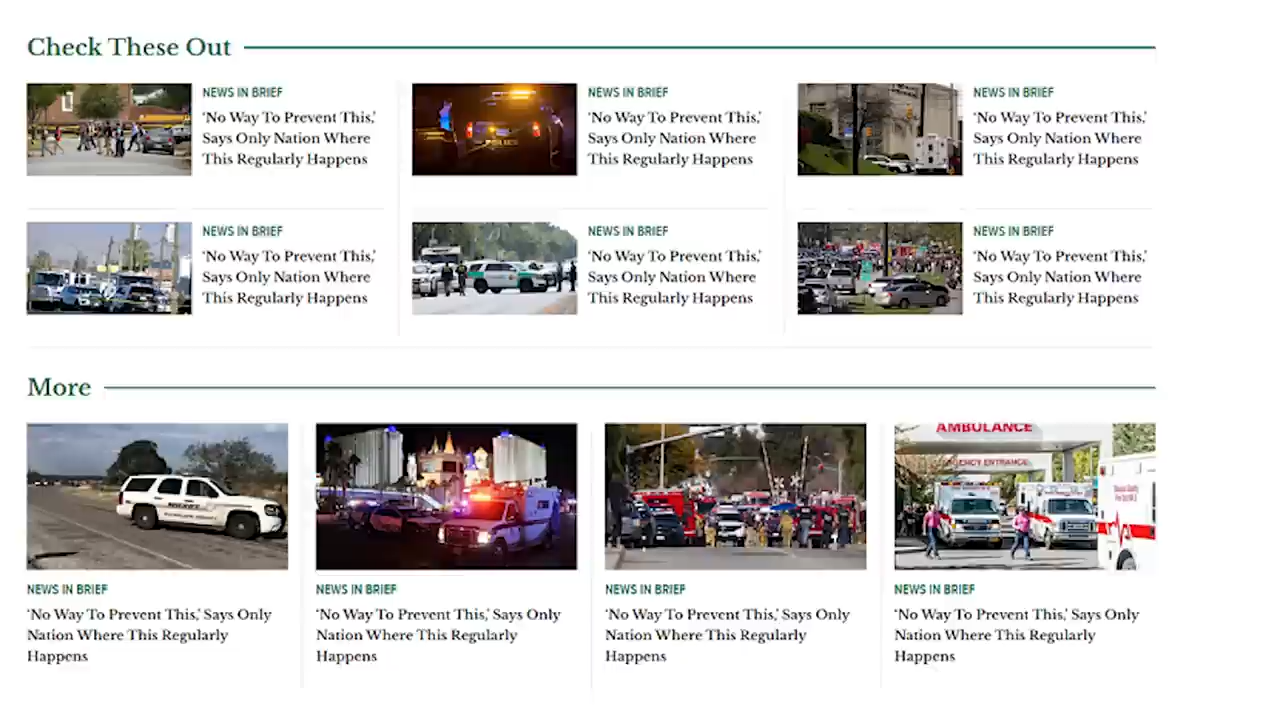 Check These Out
NEWS IN BRIEF
‘No Way To Prevent This,’
Says Only Nation Where
This Regularly Happens
NEWS IN BRIEF
‘No Way To Prevent This,’
Says Only Nation Where
This Regularly Happens
NEWS IN BRIEF
‘No Way To Prevent This,’
Says Only Nation Where
This Regularly Happens
NEWS IN BRIEF
‘No Way To Prevent This,’
Says Only Nation Where
This Regularly Happens
NEWS IN BRIEF
‘No Way To Prevent This,’
Says Only Nation Where
This Regularly Happens
NEWS IN BRIEF
‘No Way To Prevent This,’
Says Only Nation Where
This Regularly Happens
More
SHERIFF
NEWS IN BRIEF
‘No Way To Prevent This,’ Says Only
Nation Where This Regularly
Happens
NEWS IN BRIEF
‘No Way To Prevent This,’ Says Only
Nation Where This Regularly
Happens
NEWS IN BRIEF
‘No Way To Prevent This,’ Says Only
Nation Where This Regularly
Happens
AMBULANCE
ENTRANCE
NEWS IN BRIEF
‘No Way To Prevent This,’ Says Only
Nation Where This Regularly
Happens